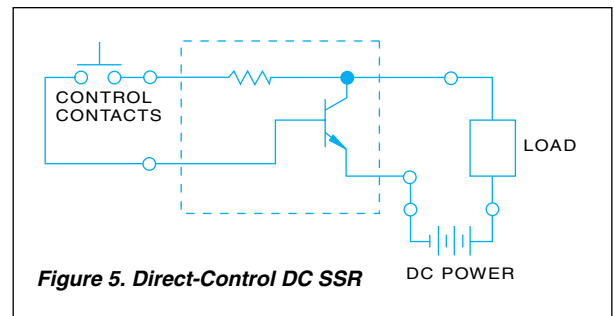 CONTROL
CONTACTS
LOAD
DC POWER
Figure 5. Direct-Control DC SSR